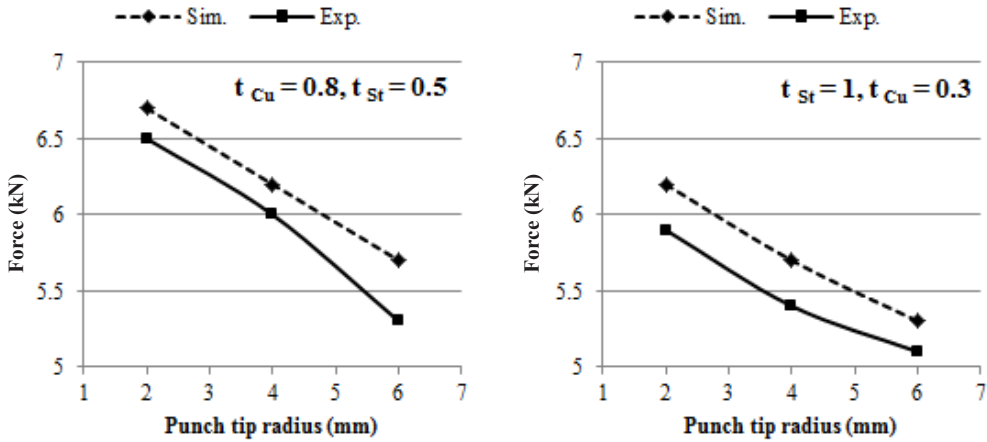 Sim. Exp.
t Cu = 0.8, t St = 0.5
Force (kN)
7
6.5
6
5.5
5
1 2 3 4 5 6 7
Punch tip radius (mm)
Sim. Exp.
t St = 1, t Cu = 0.3
Force (kN)
7
6.5
6
5.5
5
1 2 3 4 5 6 7
Punch tip radius (mm)